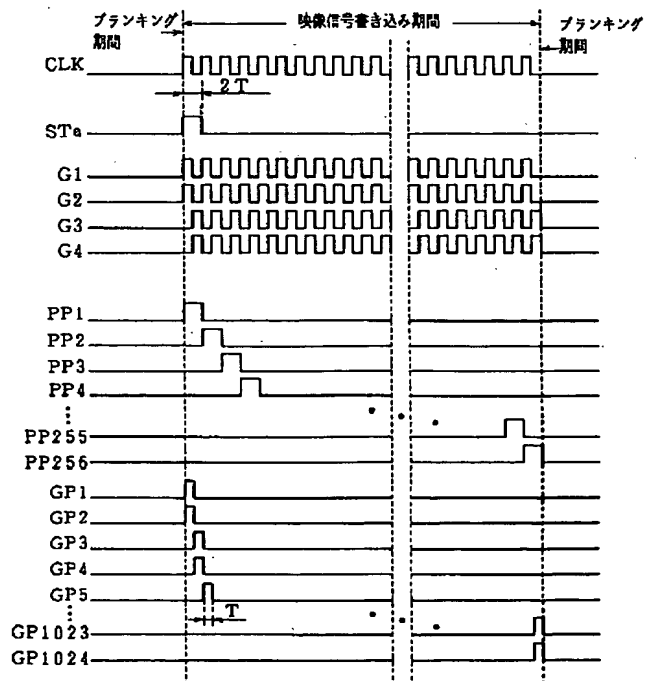 ブランキング期間
映像信号書き込み期間
ブランキング期間
CLK
2T
STa
G1
G2
G3
G4
PP1
PP2
PP3
PP4
PP255
PP256
GP1
GP2
GP3
GP4
GP5
T
GP1023
GP1024